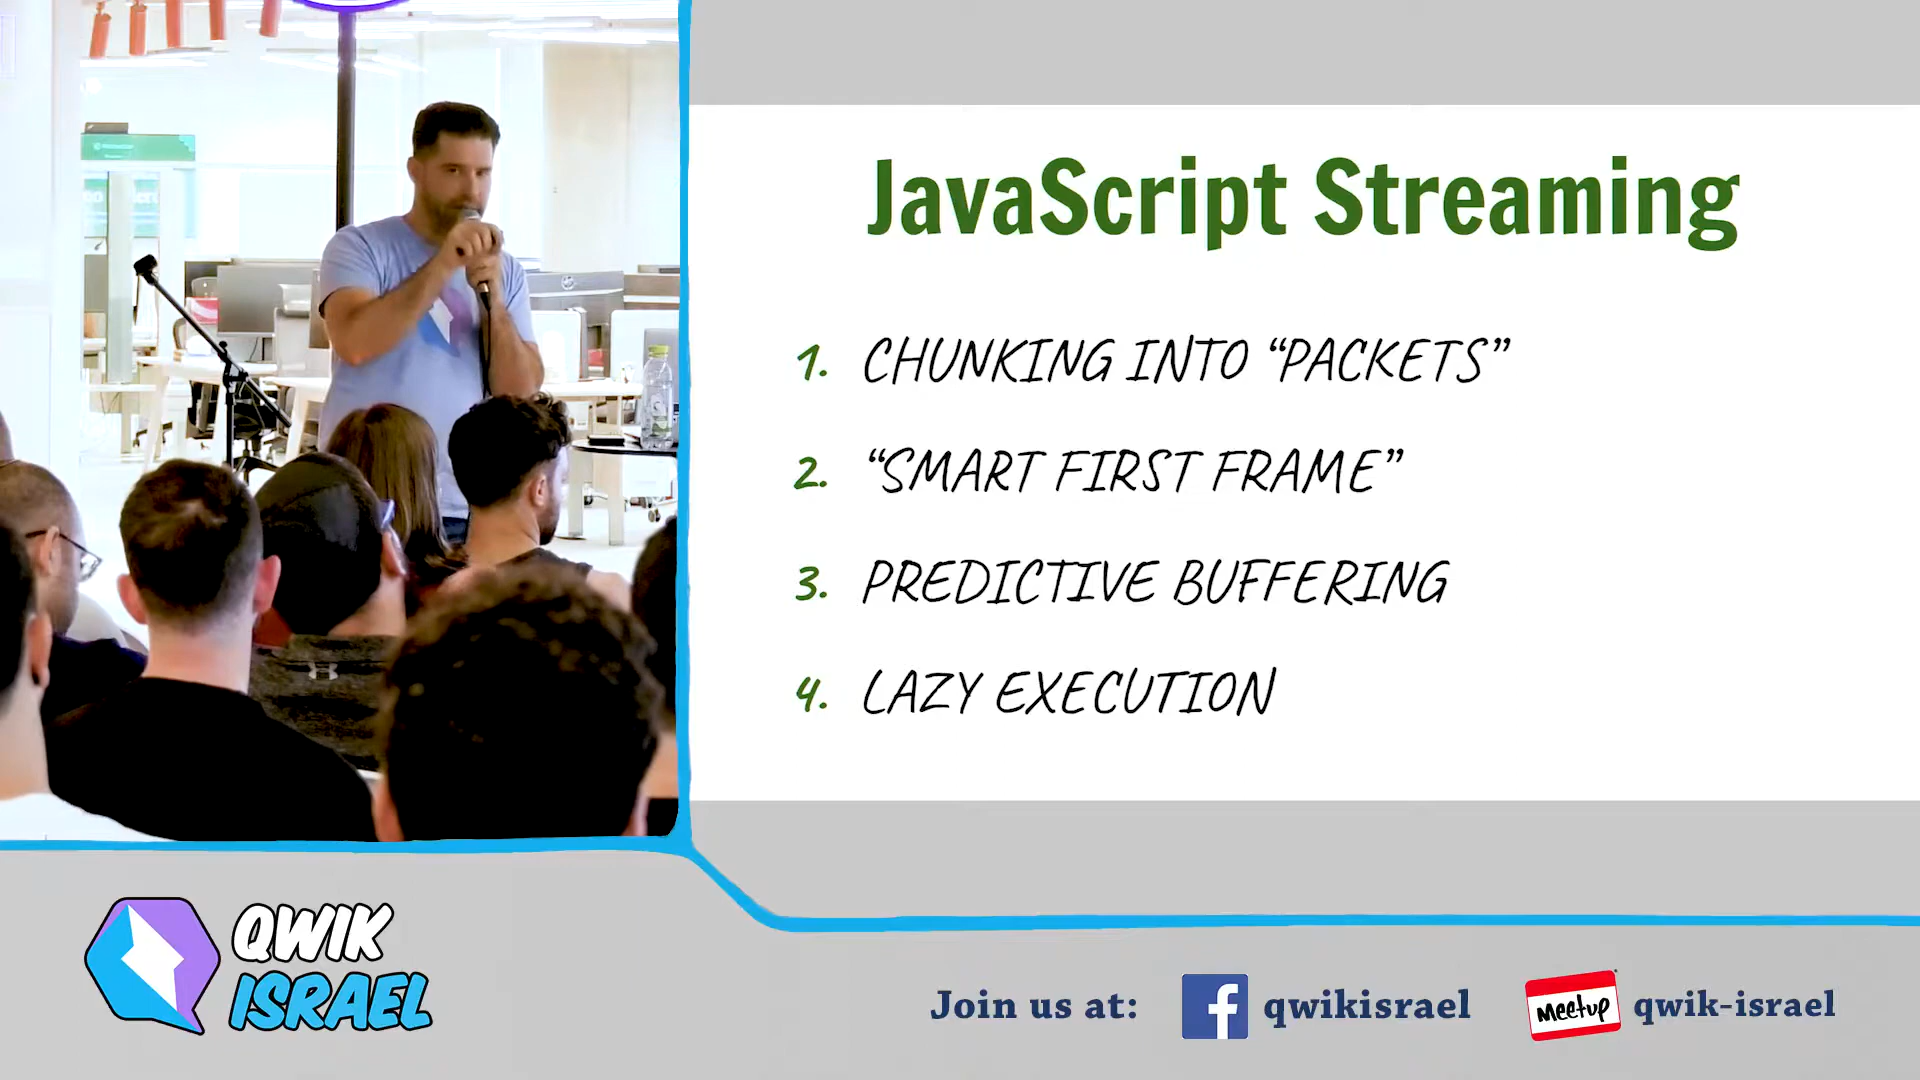 JavaScript Streaming
1. CHUNKING INTO “PACKETS”
2. “SMART FIRST FRAME”
3. PREDICTIVE BUFFERING
4. LAZY EXECUTION
QWIK
ISRAEL
Join us at: f qwikisrael Meetup qwik-israel